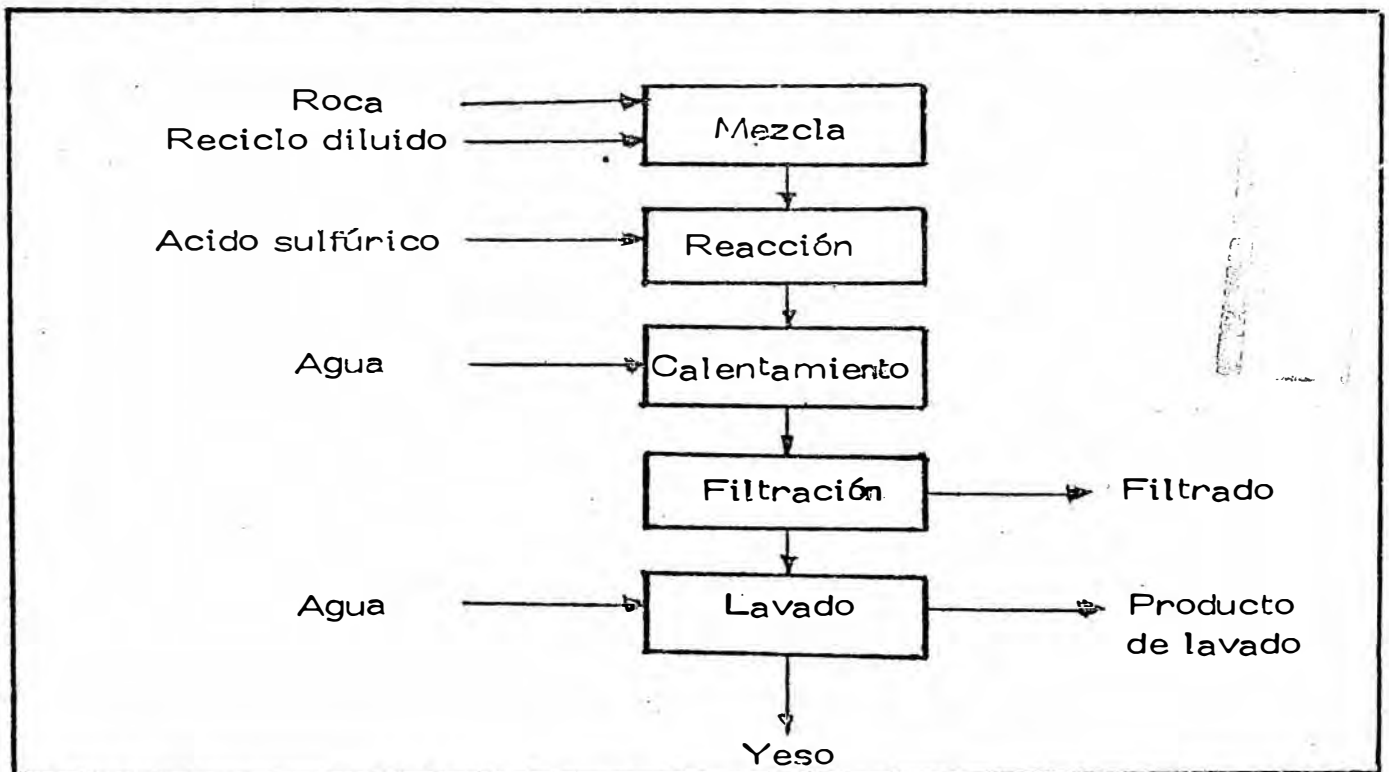 Roca
Reciclo diluido
Mezcla
Acido sulfúrico
Reacción
Agua
Calentamiento
Filtración
Filtrado
Agua
Lavado
Producto
de lavado
Yeso